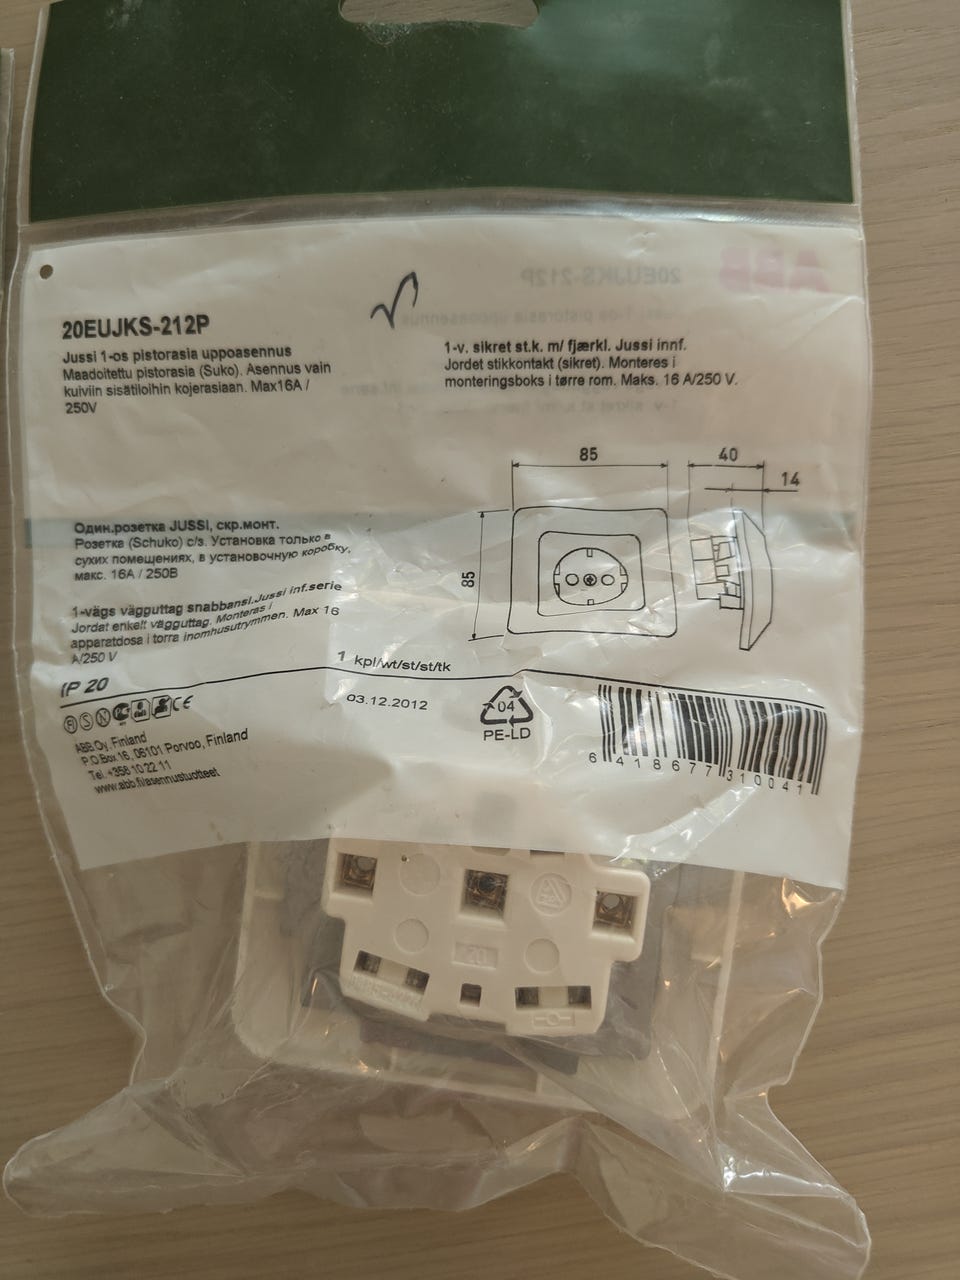 20EUJKS-212P
Jussi 1-os pistorasia uppoasennus
Maadoitettu pistorasia (Suko). Asennus vain
kuiviin sisätiloihin kojerasiaan. Max16A /
250V
1-v. sikret st.k. m/ fjærkl. Jussi innf.
Jordet stikkontakt (sikret). Monteres i
monteringsboks i tørre rom. Maks. 16 A/250 V.
85
40
14
85
Один.розетка JUSSI, скр.монт.
Розетка (Schuko) с/з. Установка только в
сухих помещениях, в установочную коробку,
макс. 16А / 250В
1-vägs vägguttag snabbansl.Jussi inf.serie
Jordat enkelt vägguttag. Monteras i
apparatdosa i torra inomhusutrymmen. Max 16
A/250 V
1 kpl/wt/st/st/tk
IP 20
03.12.2012
04
PE-LD
CE
ABB Oy, Finland
P.O.Box 16, 06101 Porvoo, Finland
Tel. +358 10 22 11
www.abb.fi/asennustuotteet
6 418677 310041
ABB
20EUJKS-212P
20